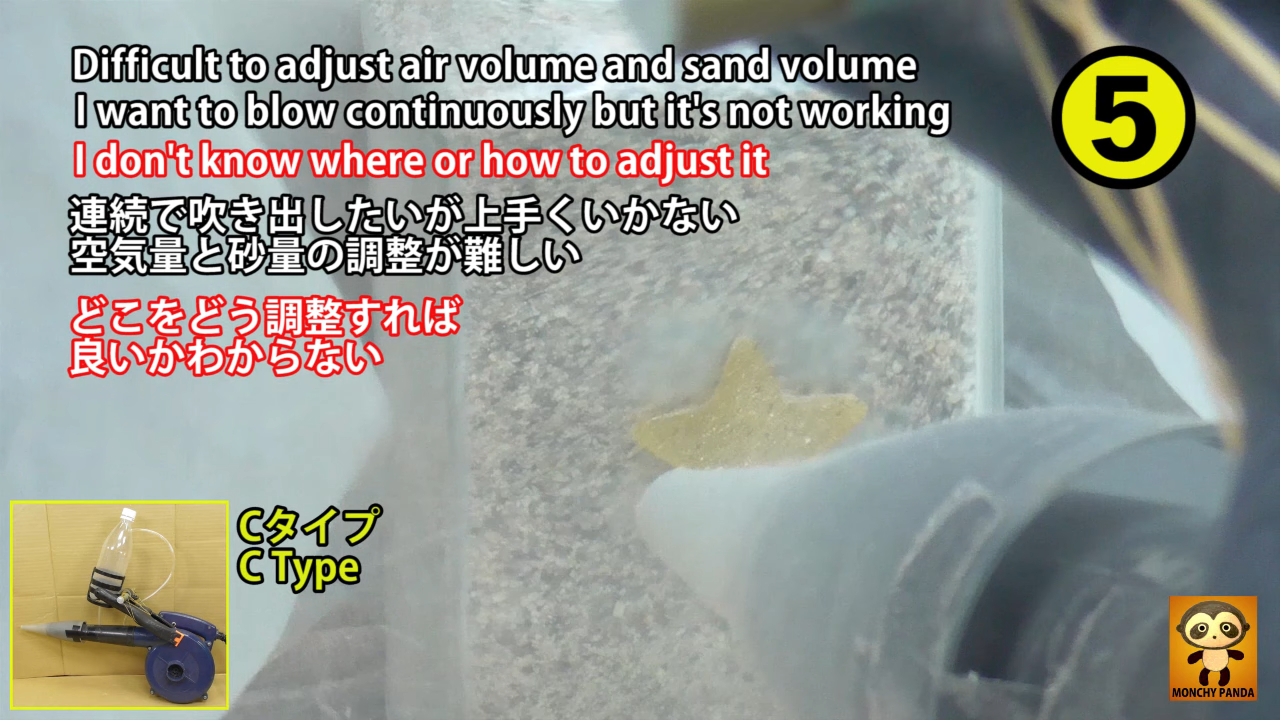 Difficult to adjust air volume and sand volume
I want to blow continuously but it's not working
I don't know where or how to adjust it
5
連続で吹き出したいが上手くいかない
空気量と砂量の調整が難しい
どこをどう調整すれば
良いかわからない
Cタイプ
C Type
MONCHY PANDA